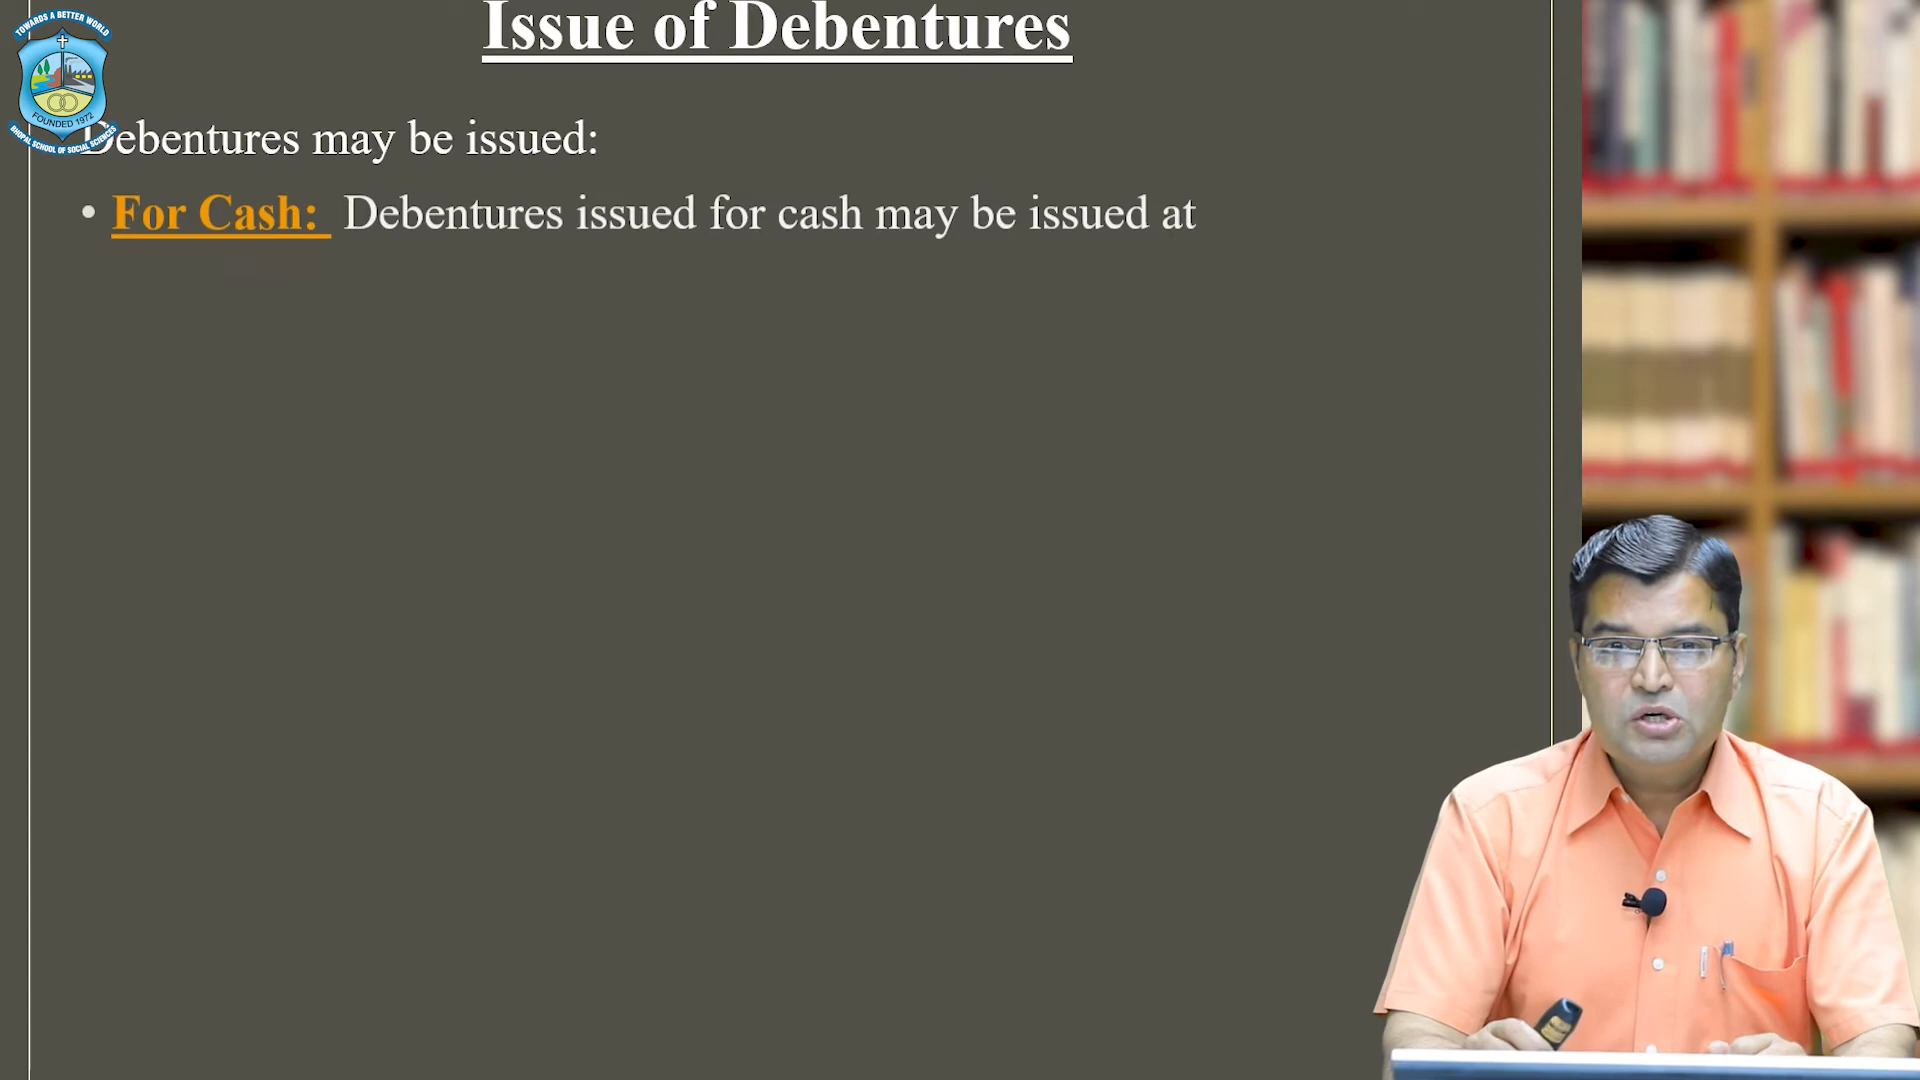 Issue of Debentures
TOWARDS A BETTER WORLD
FOUNDED 1972
BHOPAL SCHOOL OF SOCIAL SCIENCES
Debentures may be issued:
• For Cash: Debentures issued for cash may be issued at